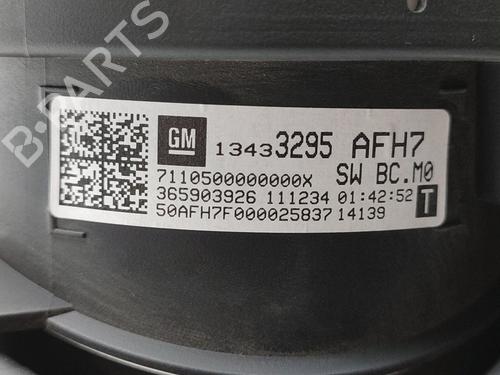 B-PARTS
GM 13433295 AFH7
7110500000000X SW BC.M0
365903926 111234 01:42:52
50AFH7F000025837 14139 T